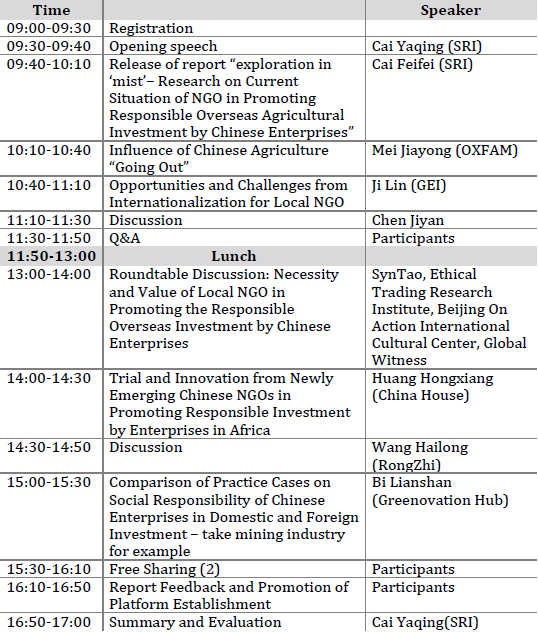 Time Speaker
09:00-09:30 Registration
09:30-09:40 Opening speech Cai Yaqing (SRI)
09:40-10:10 Release of report “exploration in Cai Feifei (SRI)
‘mist’– Research on Current
Situation of NGO in Promoting
Responsible Overseas Agricultural
Investment by Chinese Enterprises”
10:10-10:40 Influence of Chinese Agriculture Mei Jiayong (OXFAM)
“Going Out”
10:40-11:10 Opportunities and Challenges from Ji Lin (GEI)
Internationalization for Local NGO
11:10-11:30 Discussion Chen Jiyan
11:30-11:50 Q&A Participants
11:50-13:00 Lunch
13:00-14:00 Roundtable Discussion: Necessity SynTao, Ethical
and Value of Local NGO in Trading Research
Promoting the Responsible Institute, Beijing On
Overseas Investment by Chinese Action International
Enterprises Cultural Center, Global
Witness
14:00-14:30 Trial and Innovation from Newly Huang Hongxiang
Emerging Chinese NGOs in (China House)
Promoting Responsible Investment
by Enterprises in Africa
14:30-14:50 Discussion Wang Hailong
(RongZhi)
15:00-15:30 Comparison of Practice Cases on Bi Lianshan
Social Responsibility of Chinese (Greenovation Hub)
Enterprises in Domestic and Foreign
Investment – take mining industry
for example
15:30-16:10 Free Sharing (2) Participants
16:10-16:50 Report Feedback and Promotion of Participants
Platform Establishment
16:50-17:00 Summary and Evaluation Cai Yaqing(SRI)